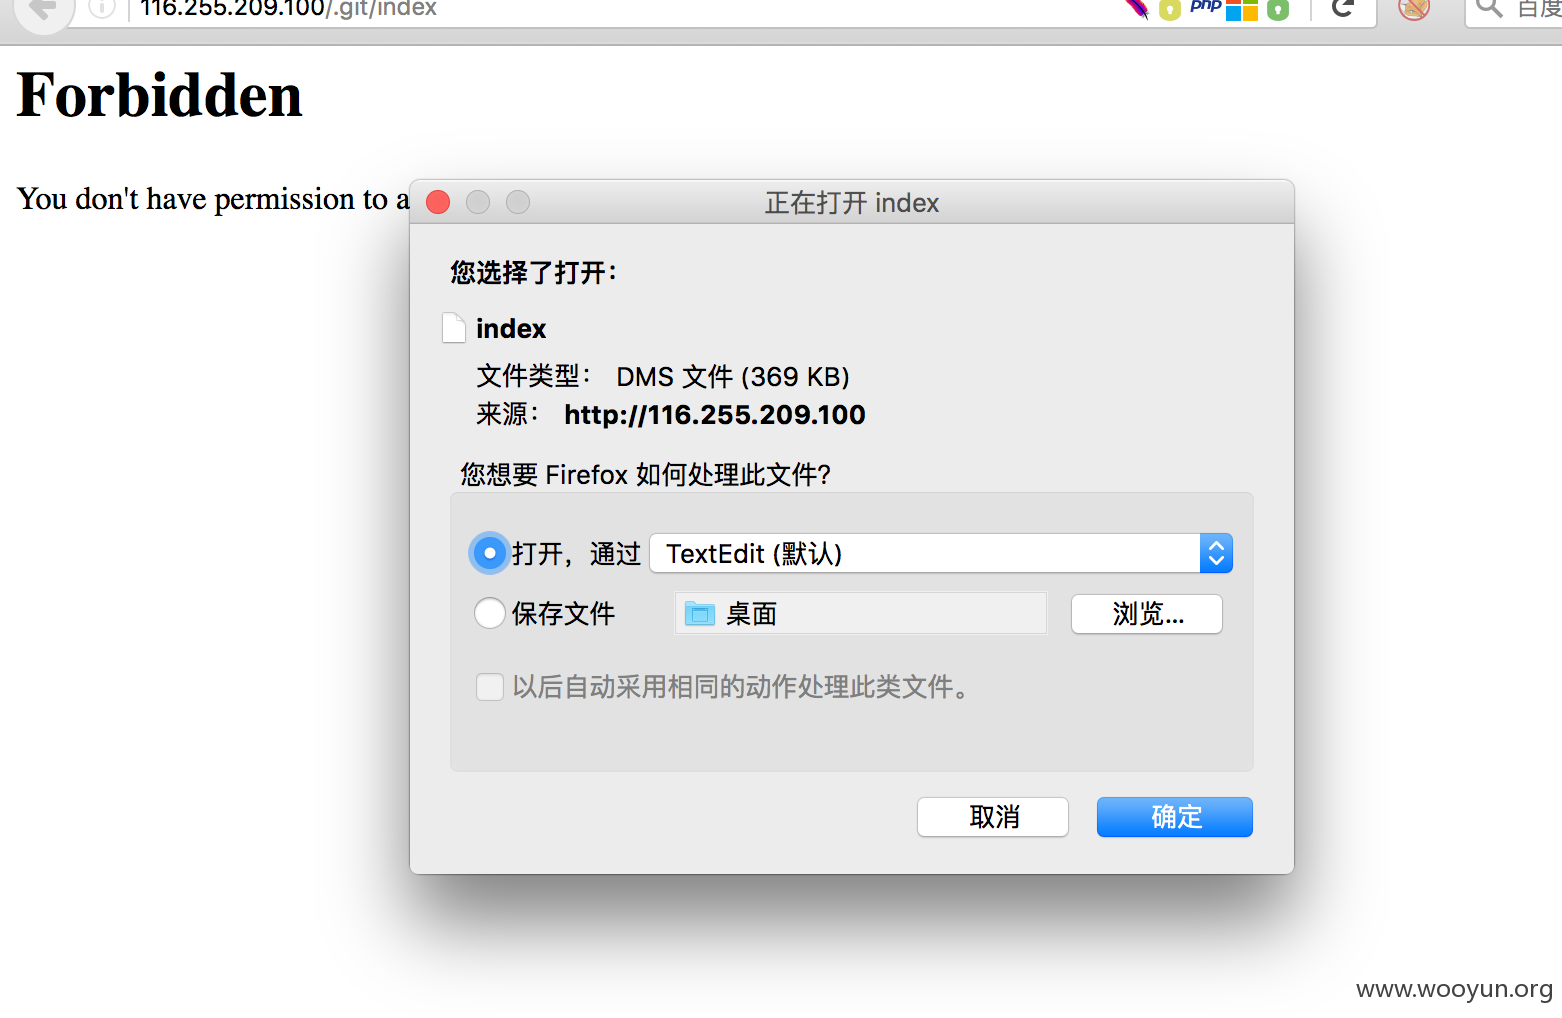 116.255.209.100/.git/index
php
百度
Forbidden
You don't have permission to a
正在打开 index
您选择了打开：
index
文件类型： DMS 文件 (369 KB)
来源： http://116.255.209.100
您想要 Firefox 如何处理此文件?
打开，通过 TextEdit (默认)
保存文件 桌面 浏览...
以后自动采用相同的动作处理此类文件。
取消 确定
www.wooyun.org